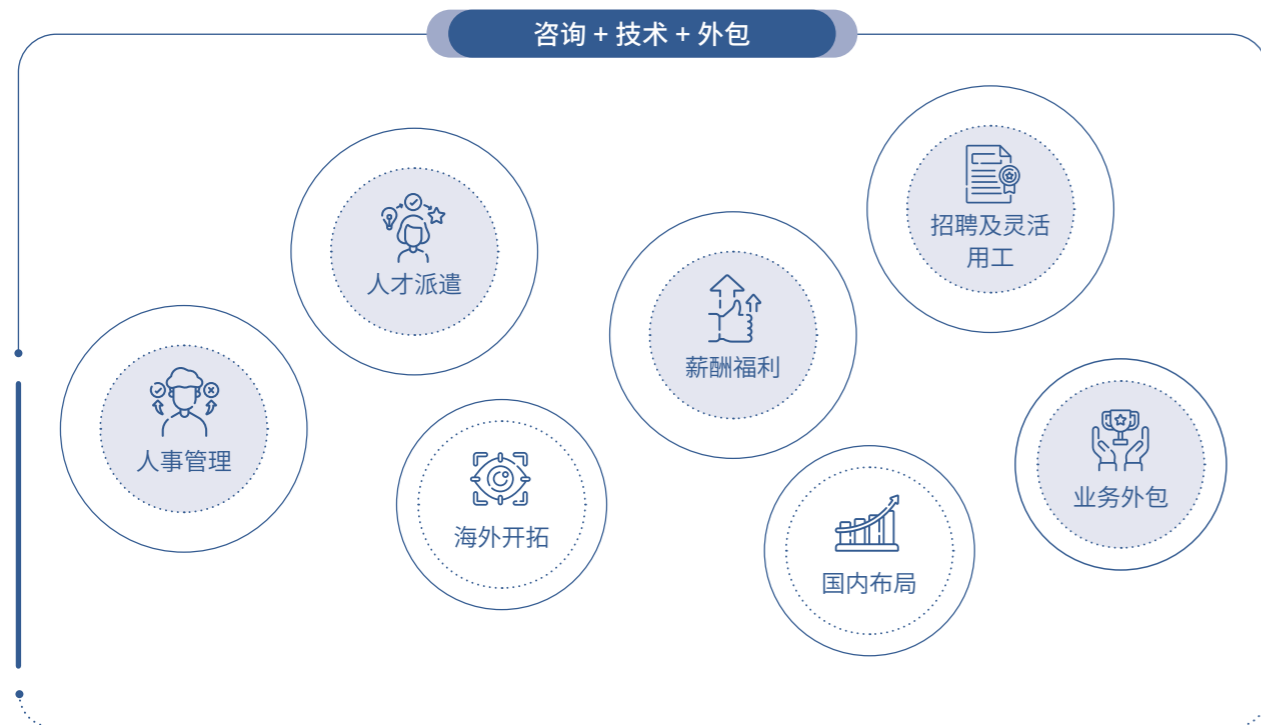 咨询 + 技术 + 外包
招聘及灵活
用工
人才派遣
薪酬福利
人事管理
业务外包
海外开拓
国内布局